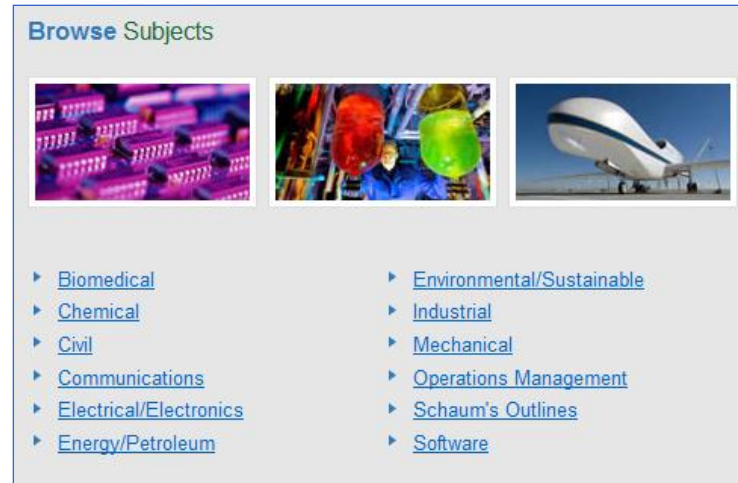 Browse Subjects
Biomedical
Chemical
Civil
Communications
Electrical/Electronics
Energy/Petroleum
Environmental/Sustainable
Industrial
Mechanical
Operations Management
Schaum's Outlines
Software